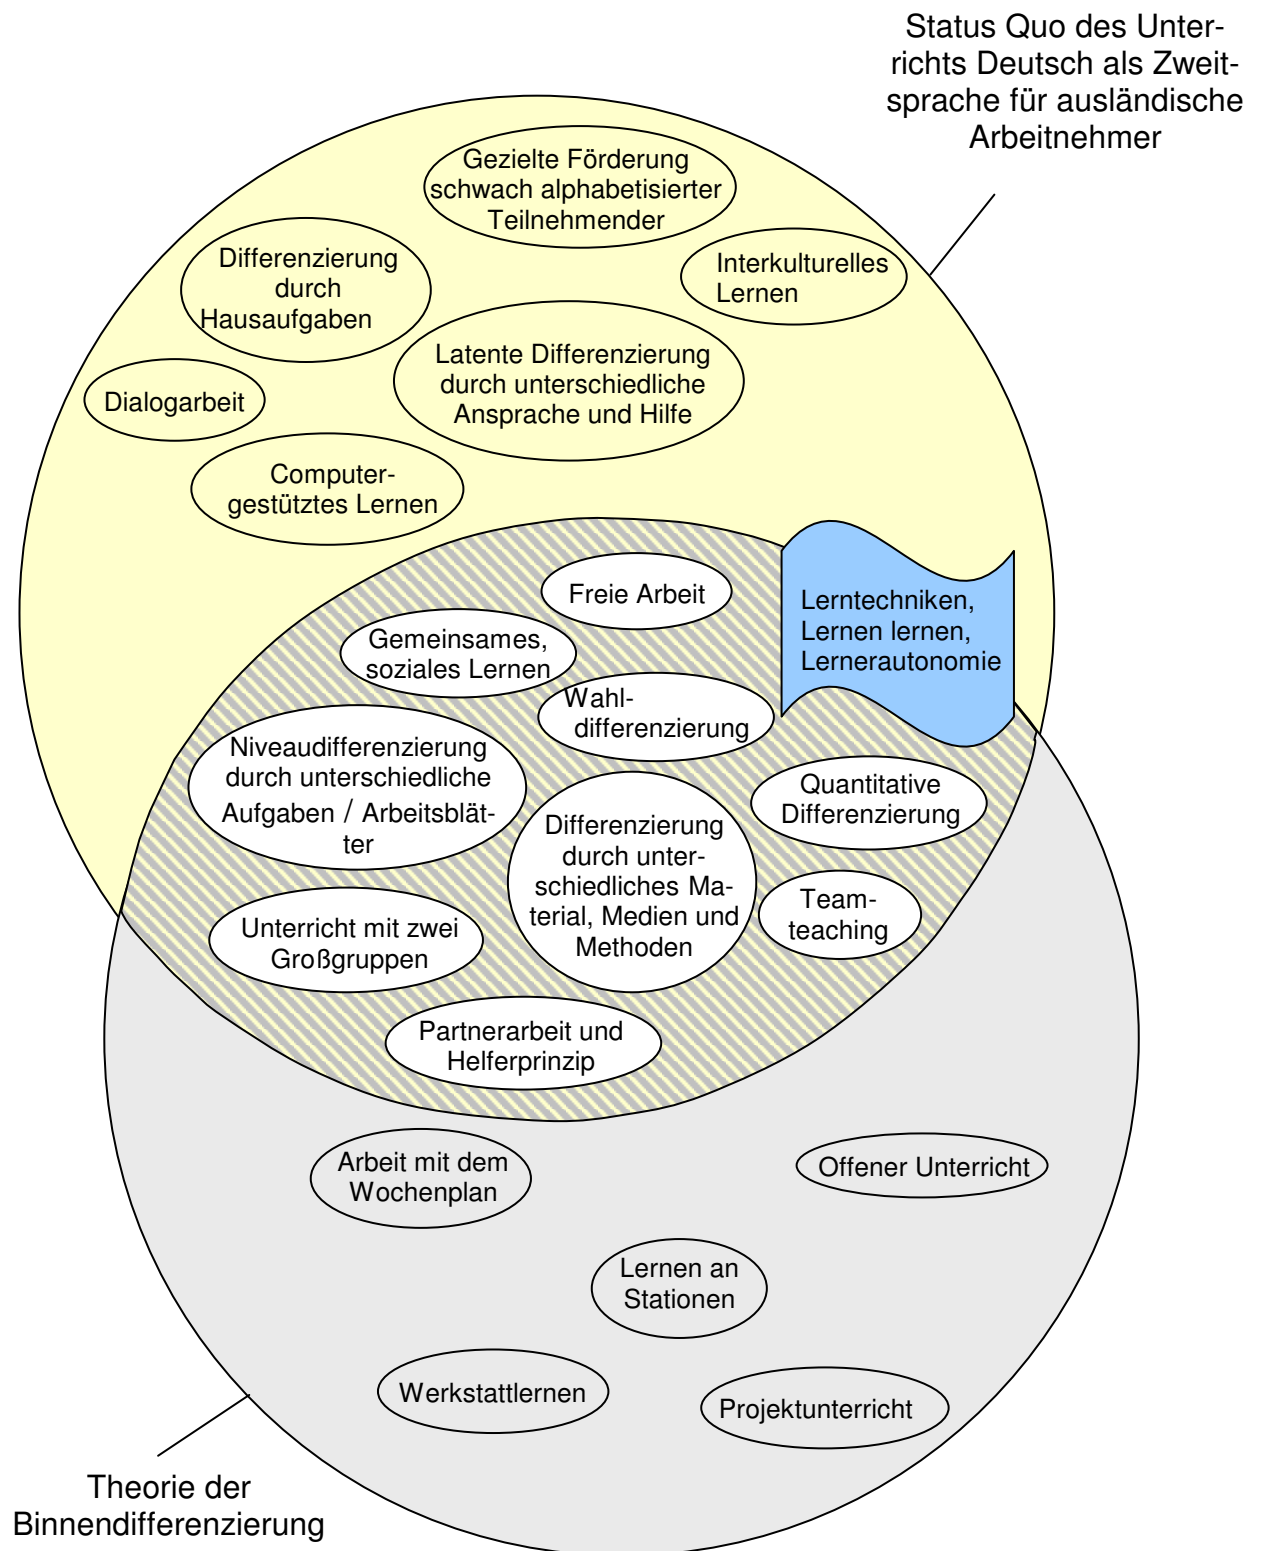 Status Quo des Unter-
richts Deutsch als Zweit-
sprache für ausländische
Arbeitnehmer
Gezielte Förderung
schwach alphabetisierter
Teilnehmender
Differenzierung
durch
Hausaufgaben
Interkulturelles
Lernen
Latente Differenzierung
durch unterschiedliche
Ansprache und Hilfe
Dialogarbeit
Computer-
gestütztes Lernen
Freie Arbeit
Lerntechniken,
Lernen lernen,
Lernerautonomie
Gemeinsames,
soziales Lernen
Wahl-
differenzierung
Niveaudifferenzierung
durch unterschiedliche
Aufgaben / Arbeitsblät-
ter
Quantitative
Differenzierung
Differenzierung
durch unter-
schiedliches Ma-
terial, Medien und
Methoden
Team-
teaching
Unterricht mit zwei
Großgruppen
Partnerarbeit und
Helferprinzip
Arbeit mit dem
Wochenplan
Offener Unterricht
Lernen an
Stationen
Werkstattlernen
Projektunterricht
Theorie der
Binnendifferenzierung